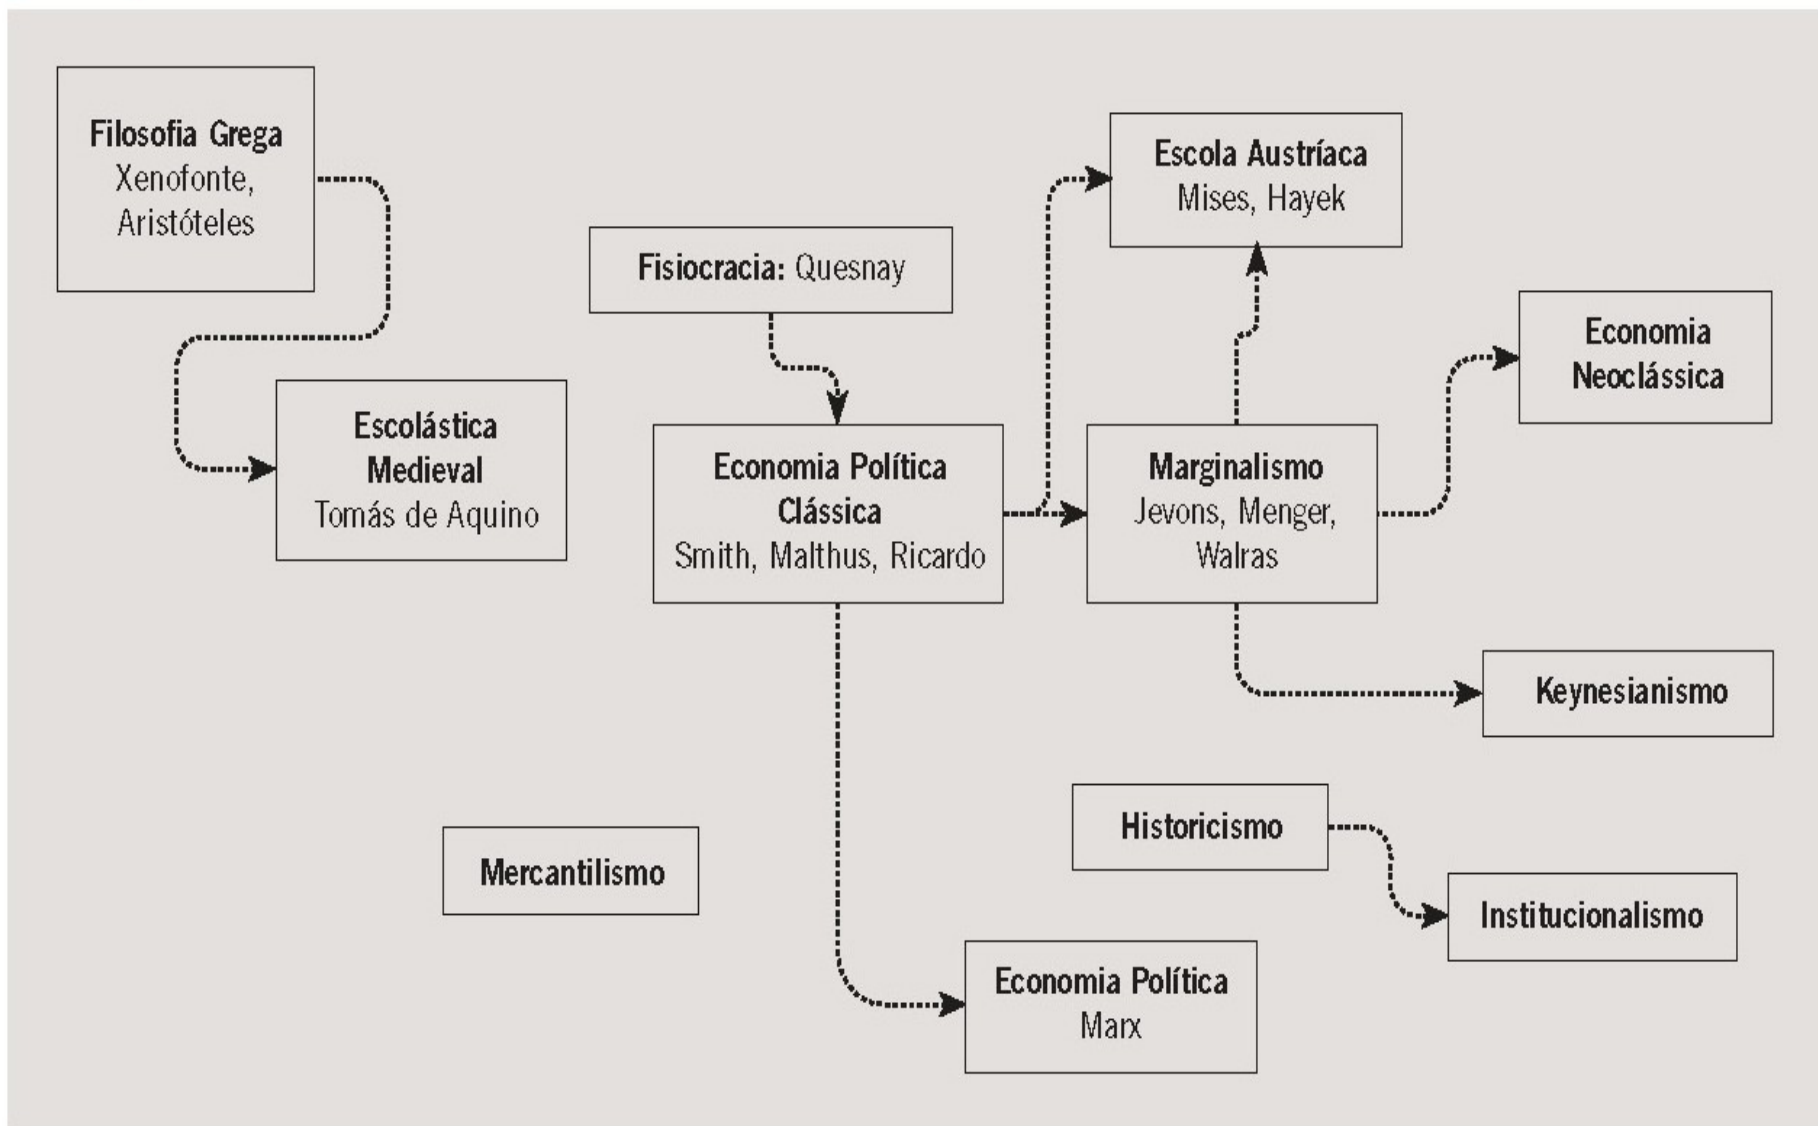 Filosofia Grega
Xenofonte,
Aristóteles
Escola Austríaca
Mises, Hayek
Fisiocracia: Quesnay
Economia
Neoclássica
Escolástica
Medieval
Tomás de Aquino
Economia Política
Clássica
Smith, Malthus, Ricardo
Marginalismo
Jevons, Menger,
Walras
Keynesianismo
Historicismo
Mercantilismo
Institucionalismo
Economia Política
Marx